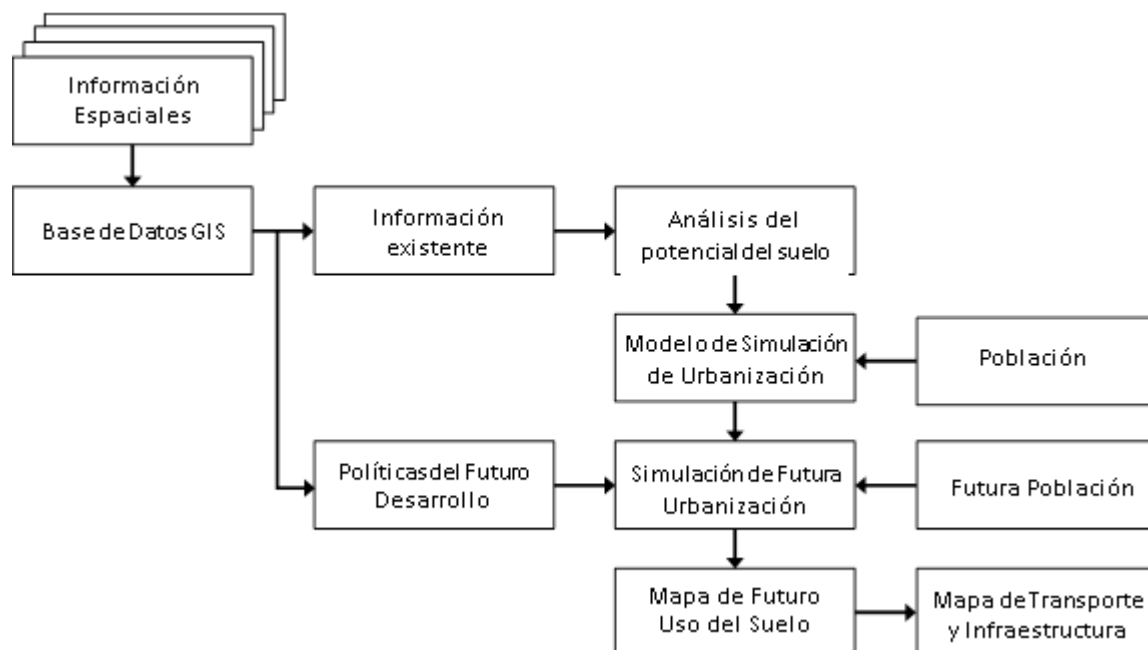 Información
Espaciales
Base de Datos GIS
Información
existente
Análisis del
potencial del suelo
Modelo de Simulación
de Urbanización
Población
Políticas del Futuro
Desarrollo
Simulación de Futura
Urbanización
Futura Población
Mapa de Futuro
Uso del Suelo
Mapa de Transporte
y Infraestructura